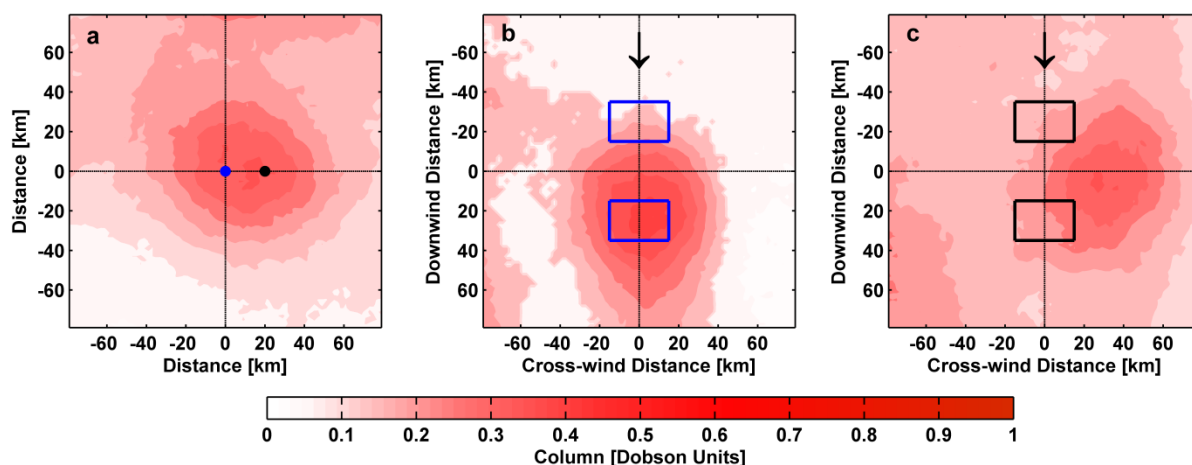 a
60
40
20
0
-20
-40
-60
Distance [km]
-60 -40 -20 0 20 40 60
Distance [km]
b
-60
-40
-20
0
20
40
60
Downwind Distance [km]
-60 -40 -20 0 20 40 60
Cross-wind Distance [km]
c
-60
-40
-20
0
20
40
60
Downwind Distance [km]
-60 -40 -20 0 20 40 60
Cross-wind Distance [km]
0 0.1 0.2 0.3 0.4 0.5 0.6 0.7 0.8 0.9 1
Column [Dobson Units]